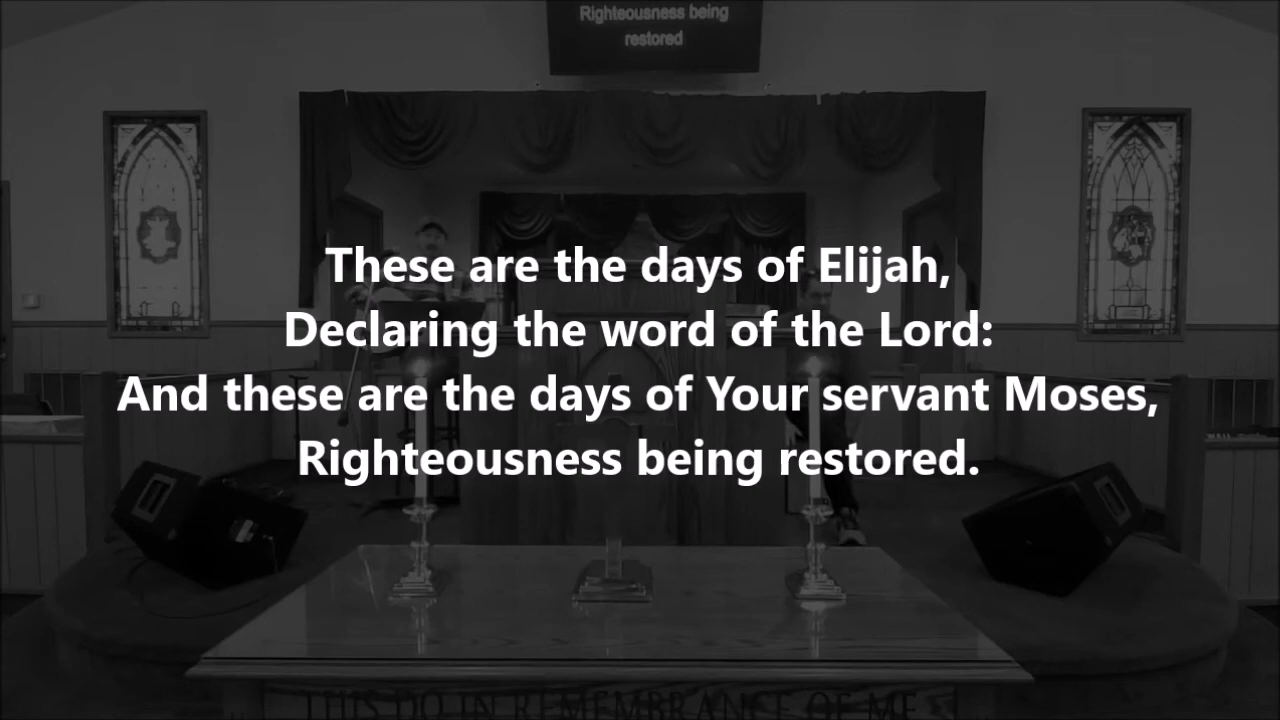 Righteousness being
restored
These are the days of Elijah,
Declaring the word of the Lord:
And these are the days of Your servant Moses,
Righteousness being restored.
THIS DO IN REMEMBRANCE OF ME